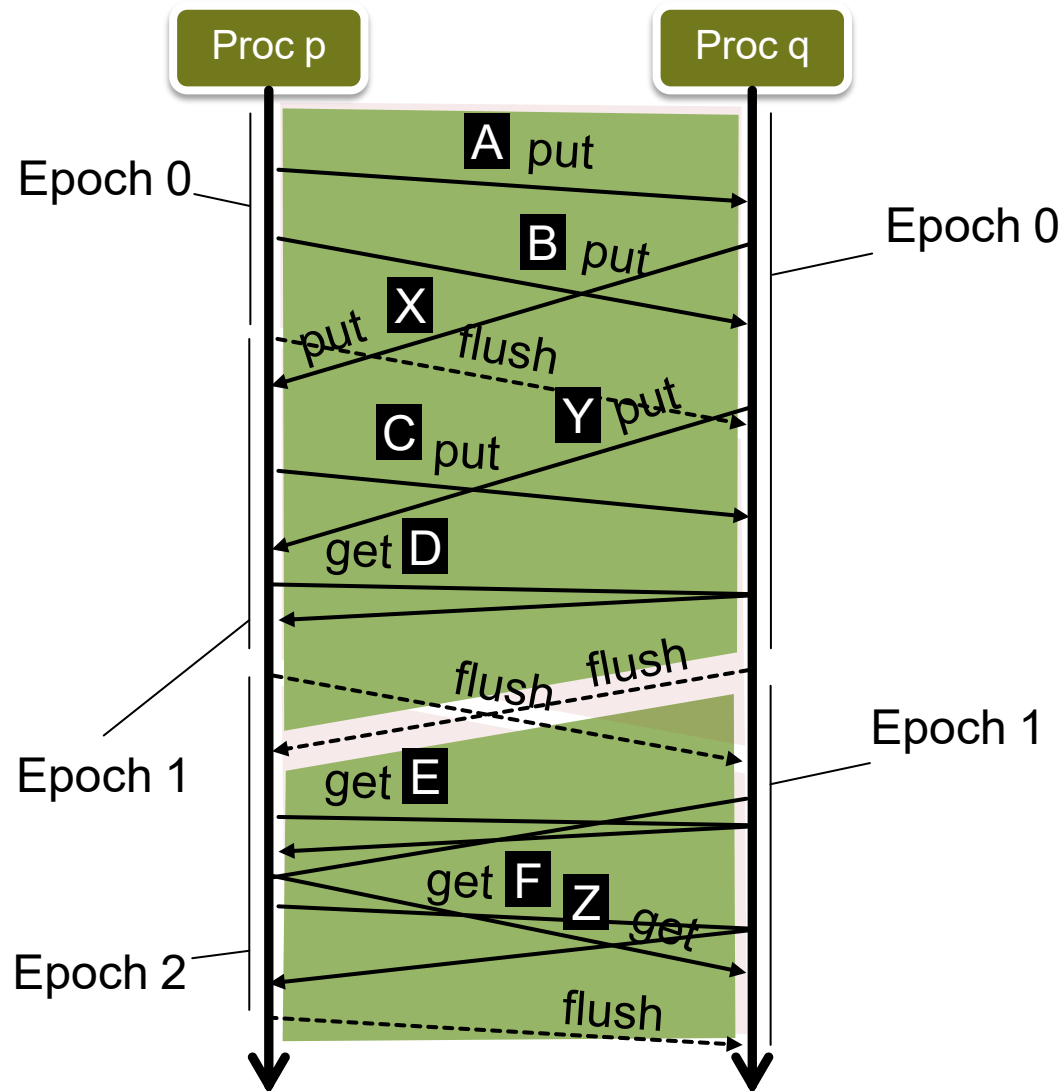 Proc p
Proc q
A put
Epoch 0
B put
Epoch 0
X
put
flush
Y put
C put
get D
flush
flush
Epoch 1
Epoch 1
get E
get F
Z get
Epoch 2
flush